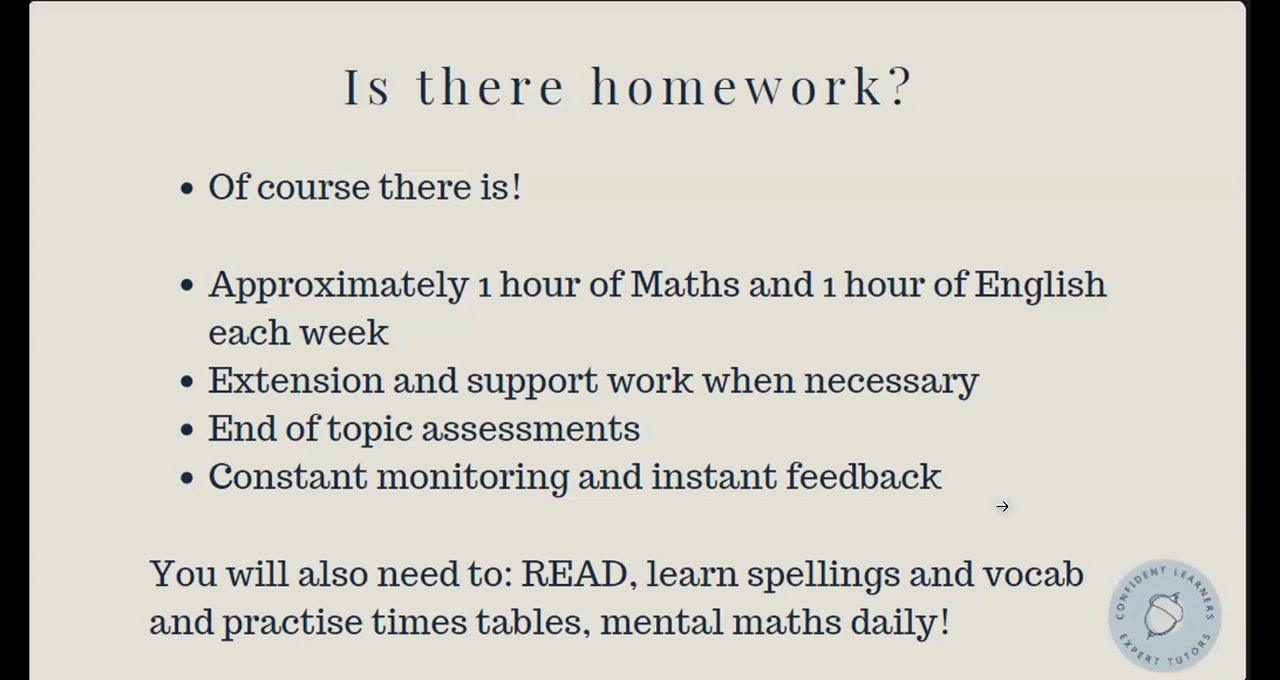 Is there homework?
• Of course there is!
• Approximately 1 hour of Maths and 1 hour of English
each week
• Extension and support work when necessary
• End of topic assessments
• Constant monitoring and instant feedback
You will also need to: READ, learn spellings and vocab
and practise times tables, mental maths daily!
CONFIDENT LEARNERS
EXPERT TUTORS